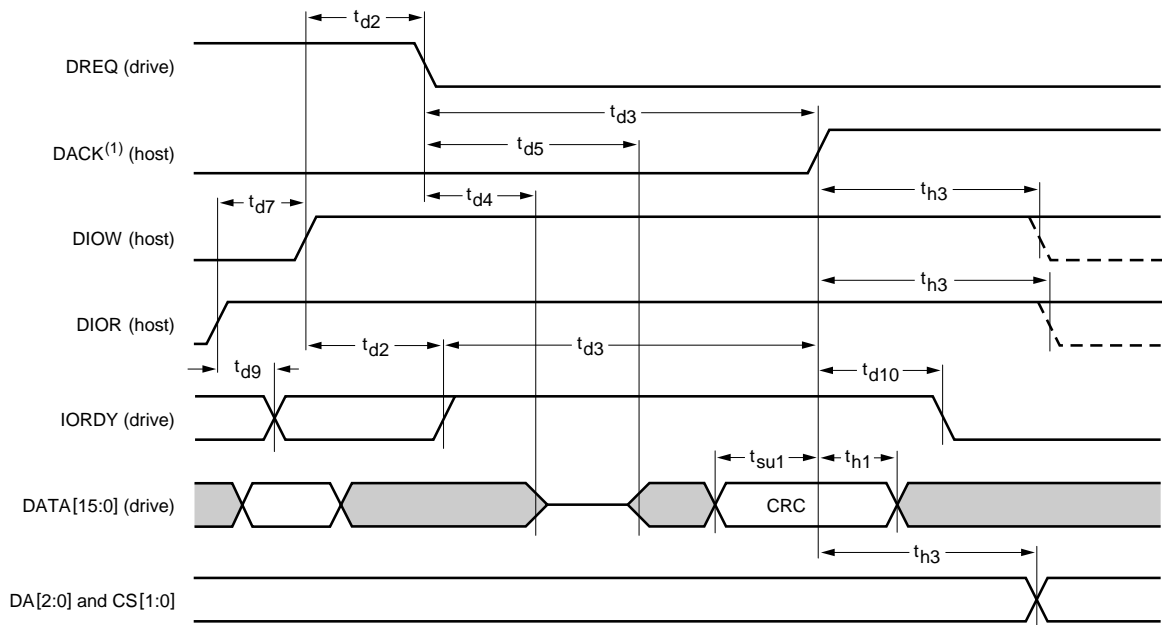 td2
DREQ (drive)
td3
DACK(1) (host)
td5
td4
th3
td7
DIOW (host)
th3
DIOR (host)
td2
td3
td9
td10
IORDY (drive)
tsu1
th1
DATA[15:0] (drive)
CRC
th3
DA[2:0] and CS[1:0]